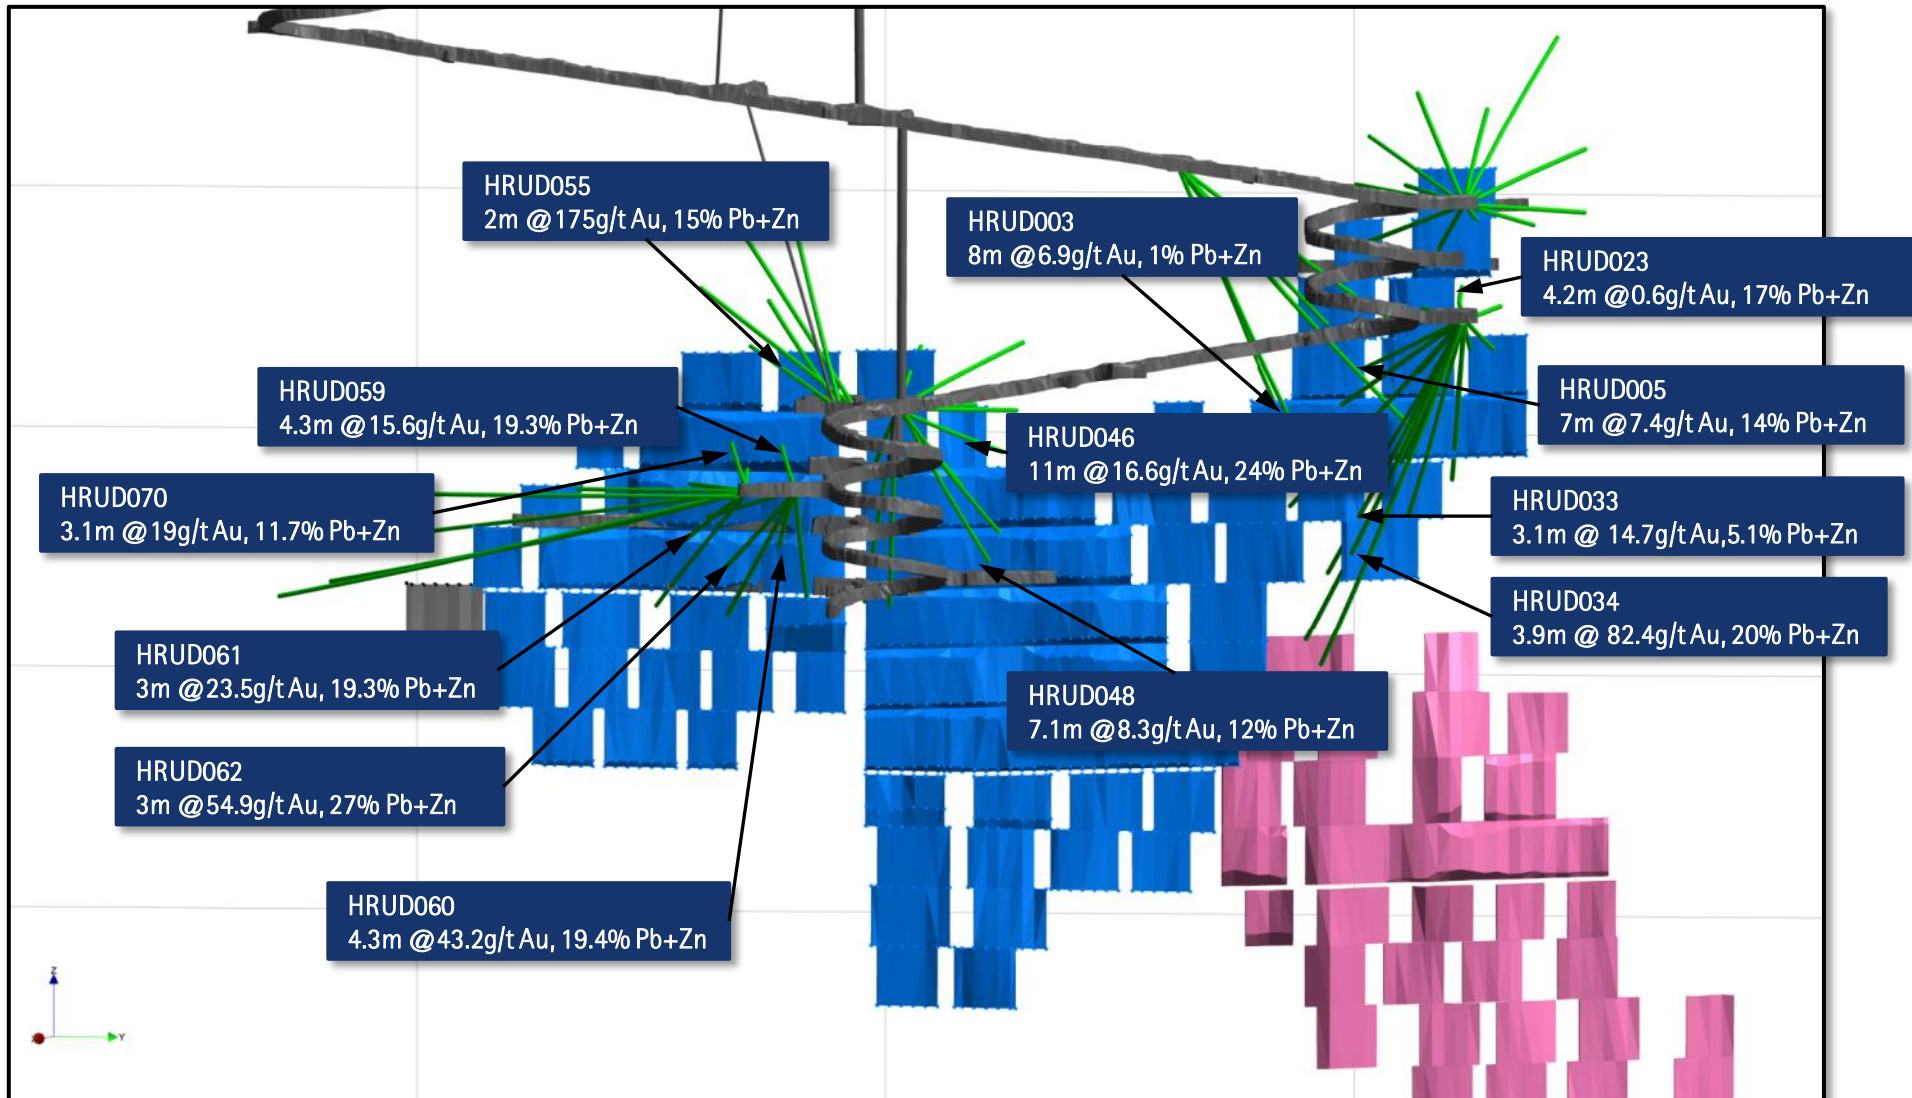 HRUD055
2m @175g/t Au, 15% Pb+Zn
HRUD003
8m @6.9g/t Au, 1% Pb+Zn
HRUD023
4.2m @0.6g/t Au, 17% Pb+Zn
HRUD059
4.3m @15.6g/t Au, 19.3% Pb+Zn
HRUD005
7m @7.4g/t Au, 14% Pb+Zn
HRUD046
11m @16.6g/t Au, 24% Pb+Zn
HRUD070
3.1m @19g/t Au, 11.7% Pb+Zn
HRUD033
3.1m @ 14.7g/t Au,5.1% Pb+Zn
HRUD034
3.9m @ 82.4g/t Au, 20% Pb+Zn
HRUD061
3m @23.5g/t Au, 19.3% Pb+Zn
HRUD048
7.1m @8.3g/t Au, 12% Pb+Zn
HRUD062
3m @54.9g/t Au, 27% Pb+Zn
HRUD060
4.3m @43.2g/t Au, 19.4% Pb+Zn
Z
Y